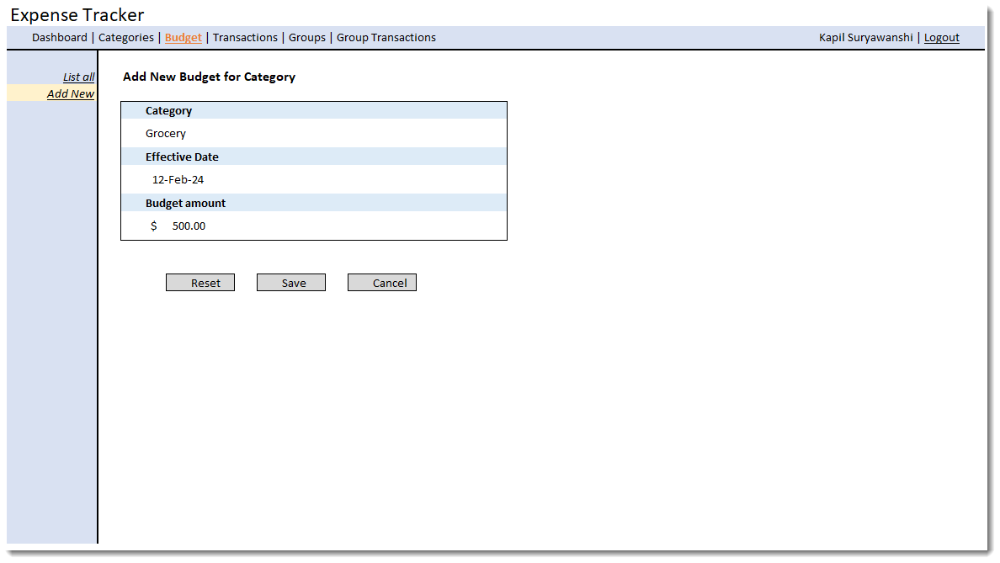 Expense Tracker
Dashboard | Categories | Budget | Transactions | Groups | Group Transactions Kapil Suryawanshi | Logout
List all
Add New
Add New Budget for Category
Category
Grocery
Effective Date
12-Feb-24
Budget amount
$ 500.00
Reset Save Cancel